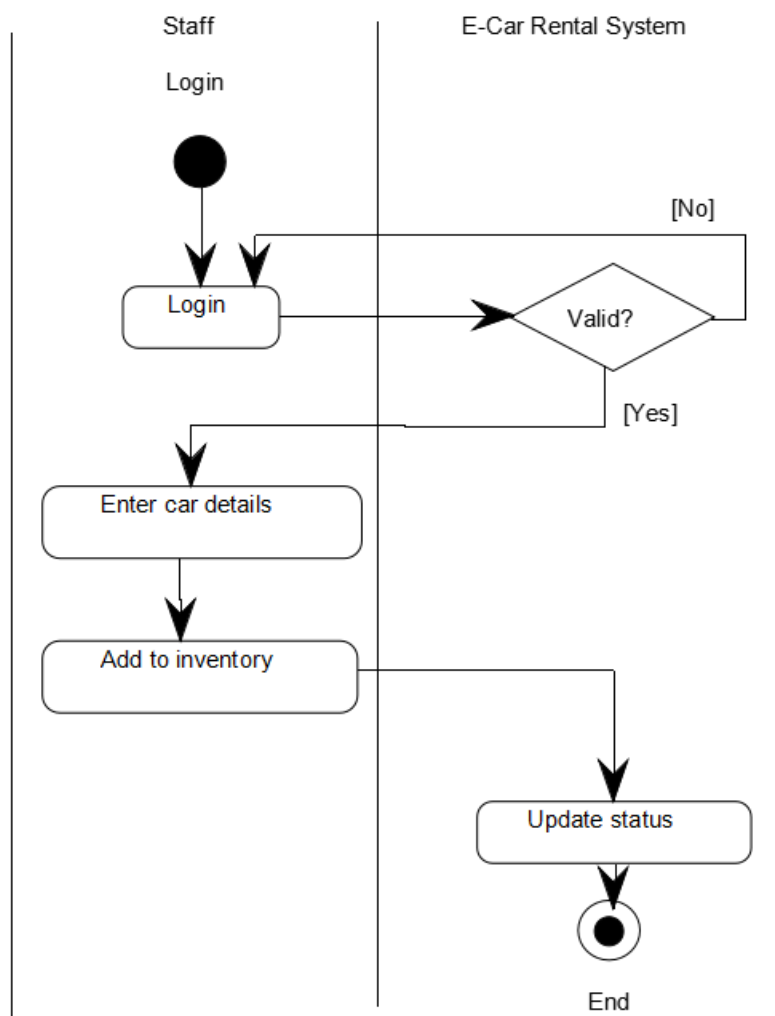 Staff
E-Car Rental System
Login
[No]
Login
Valid?
[Yes]
Enter car details
Add to inventory
Update status
End